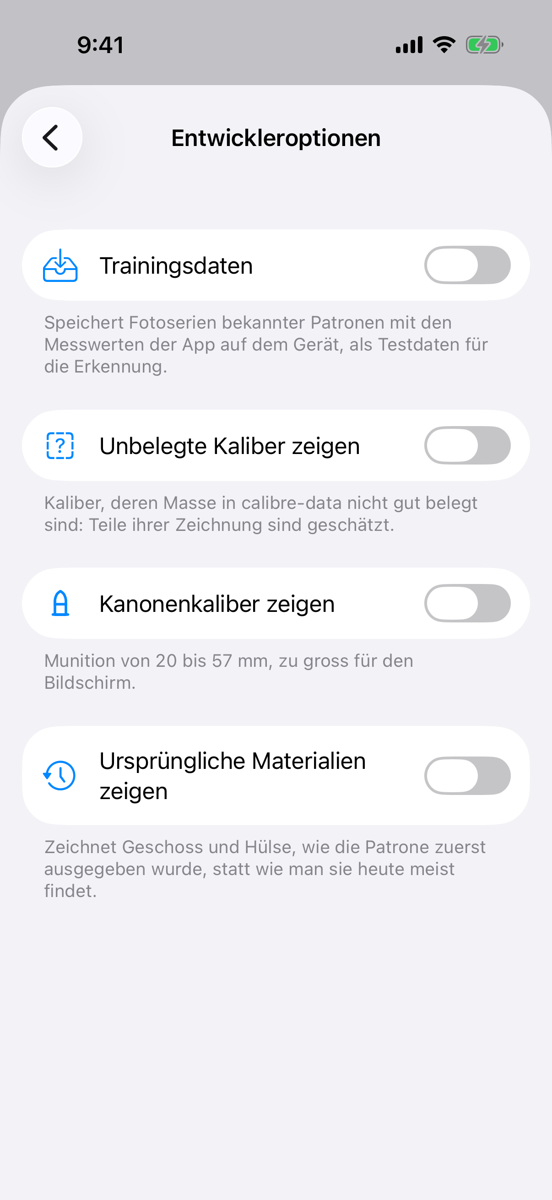 9:41
Entwickleroptionen
Trainingsdaten
Speichert Fotoserien bekannter Patronen mit den
Messwerten der App auf dem Gerät, als Testdaten für
die Erkennung.
?
Unbelegte Kaliber zeigen
Kaliber, deren Masse in calibre-data nicht gut belegt
sind: Teile ihrer Zeichnung sind geschätzt.
Kanonenkaliber zeigen
Munition von 20 bis 57 mm, zu gross für den
Bildschirm.
Ursprüngliche Materialien
zeigen
Zeichnet Geschoss und Hülse, wie die Patrone zuerst
ausgegeben wurde, statt wie man sie heute meist
findet.